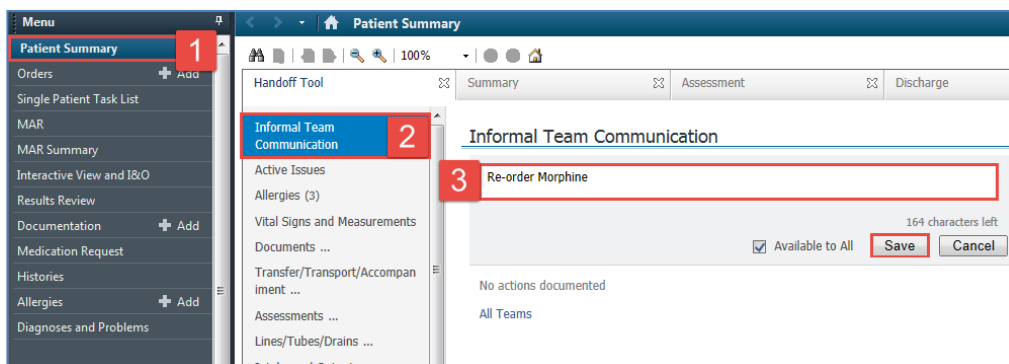 Menu
Patient Summary
1
Orders + Add
Single Patient Task List
MAR
MAR Summary
Interactive View and I&O
Results Review
Documentation + Add
Medication Request
Histories
Allergies + Add
Diagnoses and Problems
Patient Summary
100%
Handoff Tool
Summary
Assessment
Discharge
Informal Team
Communication
2
Active Issues
Allergies (3)
Vital Signs and Measurements
Documents ...
Transfer/Transport/Accompan
iment ...
Assessments ...
Lines/Tubes/Drains ...
Informal Team Communication
3
Re-order Morphine
164 characters left
Available to All Save Cancel
No actions documented
All Teams